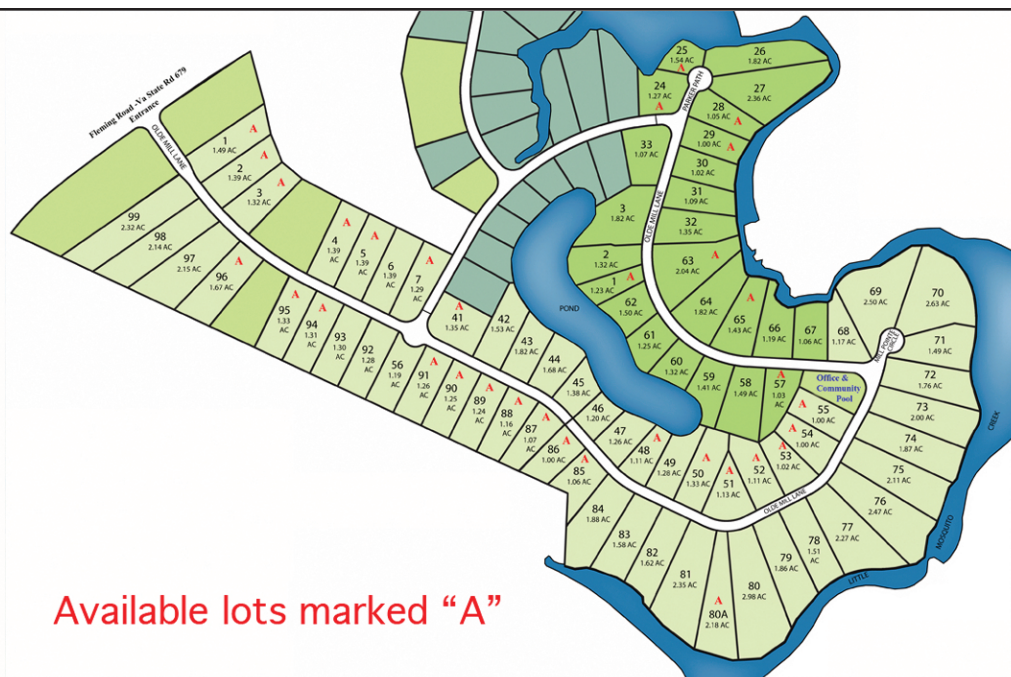 Fleming Road -Va State Rd 679
Entrance
OLDE MILL LANE
1
1.49 AC
A
2
1.39 AC
A
3
1.32 AC
A
99
2.32 AC
98
2.14 AC
97
2.15 AC
96
1.67 AC
A
4
1.39
AC
A
5
1.39
AC
A
6
1.39
AC
7
1.29
AC
A
95
1.33
AC
A
94
1.31
AC
A
93
1.30
AC
92
1.28
AC
56
1.19
AC
91
1.26
AC
A
90
1.25
AC
A
89
1.24
AC
A
88
1.16
AC
A
87
1.07
AC
A
86
1.00 AC
A
85
1.06 AC
A
41
1.35 AC
A
42
1.53 AC
43
1.82 AC
44
1.68 AC
45
1.38 AC
46
1.20 AC
47
1.26 AC
48
1.11 AC
A
49
1.28 AC
50
1.33 AC
A
51
1.13 AC
A
52
1.11 AC
A
53
1.02 AC
A
54
1.00 AC
A
55
1.00 AC
A
25
1.54 AC
A
26
1.82 AC
24
1.27 AC
A
PARKER PATH
27
2.36 AC
28
1.05 AC
A
29
1.00 AC
A
30
1.02 AC
31
1.09 AC
32
1.35 AC
33
1.07 AC
3
1.82 AC
OLDE MILL LANE
2
1.32 AC
1
1.23 AC
A
63
2.04 AC
A
62
1.50 AC
64
1.82 AC
65
1.43 AC
A
66
1.19 AC
67
1.06 AC
68
1.17 AC
61
1.25 AC
60
1.32 AC
59
1.41 AC
58
1.49 AC
57
1.03
AC
A
POND
Office &
Community
Pool
69
2.50 AC
70
2.63 AC
MILL POINTE
CIRCLE
71
1.49 AC
72
1.76 AC
73
2.00 AC
74
1.87 AC
75
2.11 AC
76
2.47 AC
77
2.27 AC
78
1.51
AC
79
1.86 AC
80
2.98 AC
80A
2.18 AC
A
81
2.35 AC
82
1.62 AC
83
1.58 AC
84
1.88 AC
OLDE MILL LANE
LITTLE
MOSQUITO
CREEK
Available lots marked “A”